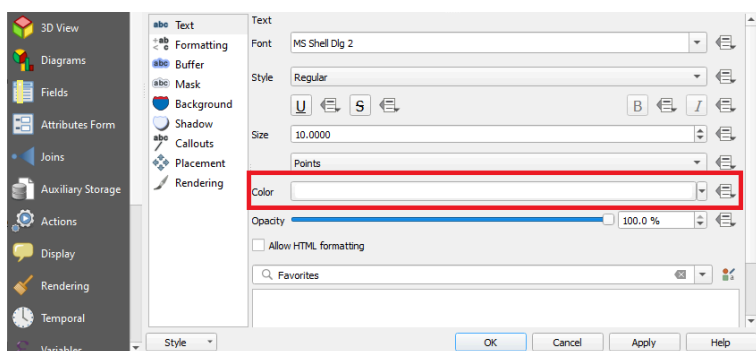 3D View
Diagrams
Fields
Attributes Form
Joins
Auxiliary Storage
Actions
Display
Rendering
Temporal
Variables
abc Text
ab Formatting
abc Buffer
abc Mask
Background
Shadow
abc Callouts
Placement
Rendering
Style
Text
Font MS Shell Dlg 2
Style Regular
U S B I
Size 10.0000
Points
Color
Opacity 100.0 %
Allow HTML formatting
Favorites
OK Cancel Apply Help